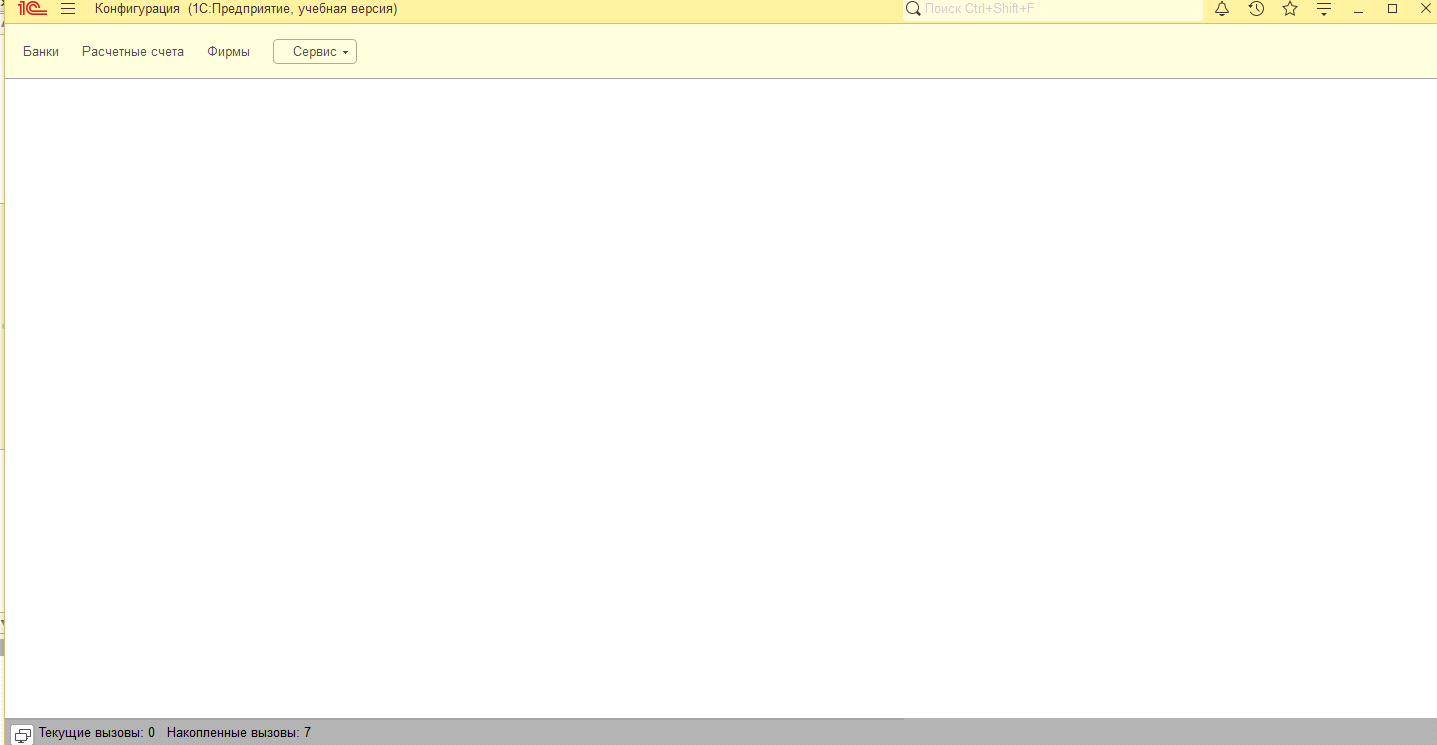 1С Конфигурация (1С:Предприятие, учебная версия) Поиск Ctrl+Shift+F
Банки Расчетные счета Фирмы Сервис
Текущие вызовы: 0 Накопленные вызовы: 7